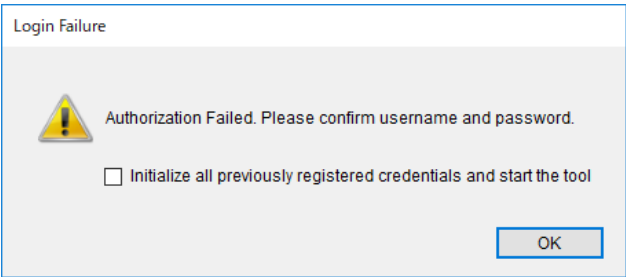 Login Failure
Authorization Failed. Please confirm username and password.
Initialize all previously registered credentials and start the tool
OK